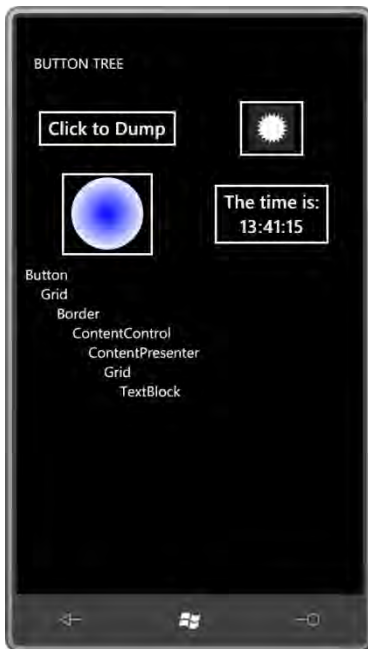 BUTTON TREE
Click to Dump
The time is:
13:41:15
Button
Grid
Border
ContentControl
ContentPresenter
Grid
TextBlock